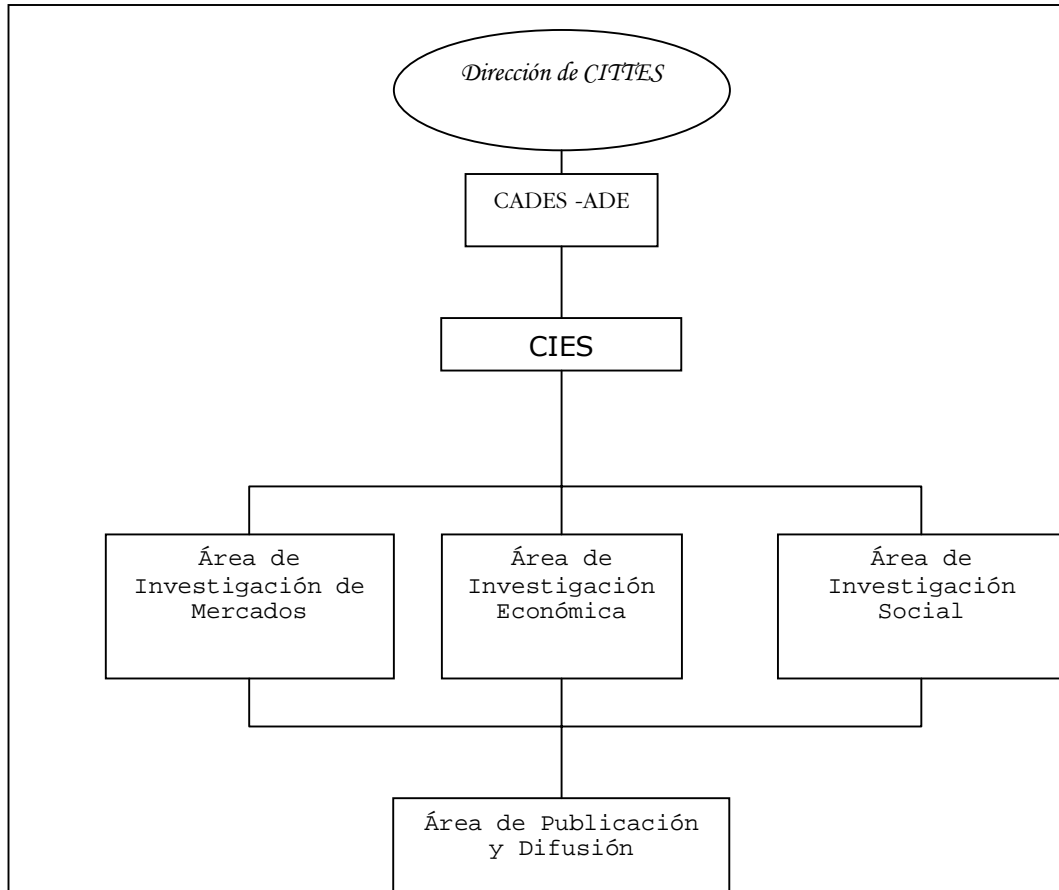 Dirección de CITTES
CADES -ADE
CIES
Área de
Investigación de
Mercados
Área de
Investigación
Económica
Área de
Investigación
Social
Área de Publicación
y Difusión